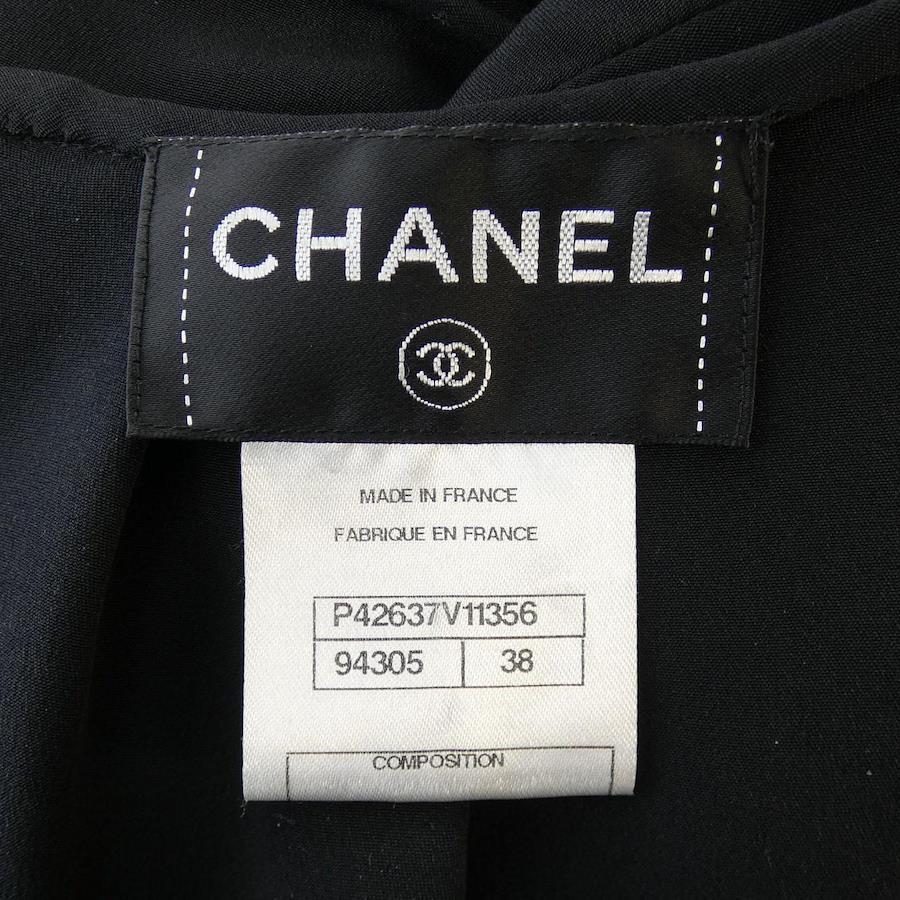 CHANEL
MADE IN FRANCE
FABRIQUE EN FRANCE
P42637V11356
94305 38
COMPOSITION